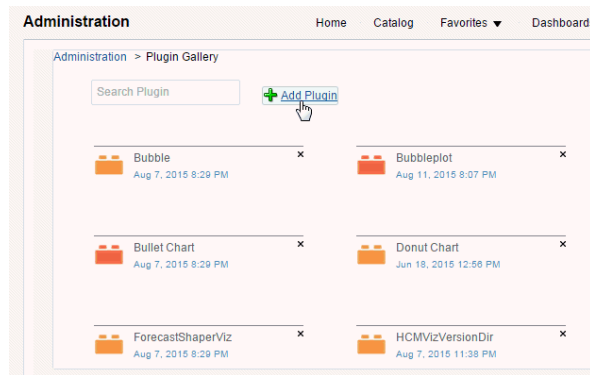 Administration Home Catalog Favorites Dashboard
Administration > Plugin Gallery
Search Plugin Add Plugin
Bubble Bubbleplot
Aug 7, 2015 8:29 PM Aug 11, 2015 8:07 PM
Bullet Chart Donut Chart
Aug 7, 2015 8:29 PM Jun 18, 2015 12:56 PM
ForecastShaperViz HCMVizVersionDir
Aug 7, 2015 8:29 PM Aug 7, 2015 11:38 PM